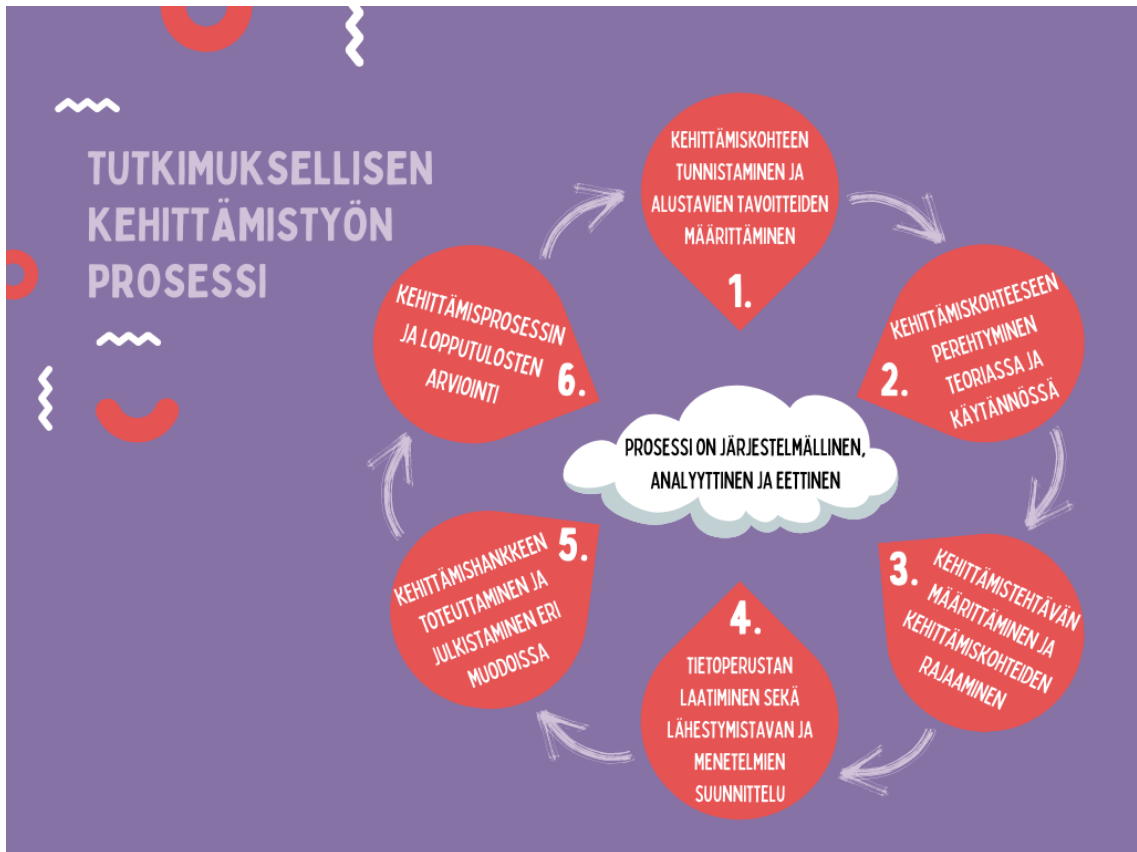 TUTKIMUKSELLISEN
KEHITTÄMISTYÖN
PROSESSI
KEHITTÄMISKOHTEEN
TUNNISTAMINEN JA
ALUSTAVIEN TAVOITTEIDEN
MÄÄRITTÄMINEN
1.
KEHITTÄMISKOHTEESEEN
PEREHTYMINEN
TEORIASSA JA
KÄYTÄNNÖSSÄ
2.
3.
KEHITTÄMISTEHTÄVÄN
MÄÄRITTÄMINEN JA
KEHITTÄMISKOHTEIDEN
RAJAAMINEN
4.
TIETOPERUSTAN
LAATIMINEN SEKÄ
LÄHESTYMISTAVAN JA
MENETELMIEN
SUUNNITTELU
5.
KEHITTÄMISHANKKEEN
TOTEUTTAMINEN JA
JULKISTAMINEN ERI
MUODOISSA
KEHITTÄMISPROSESSIN
JA LOPPUTULOSTEN
ARVIOINTI
6.
PROSESSI ON JÄRJESTELMÄLLINEN,
ANALYYTTINEN JA EETTINEN